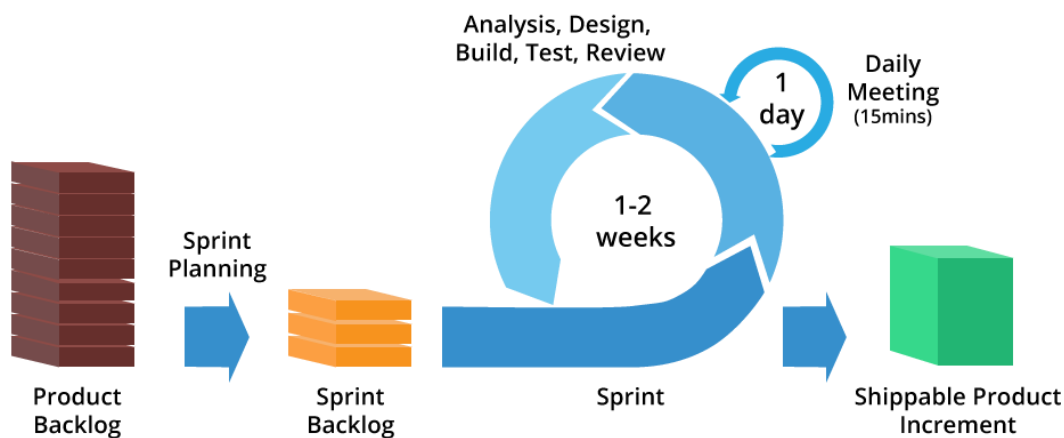 Analysis, Design,
Build, Test, Review
1
day
Daily
Meeting
(15mins)
1-2
weeks
Sprint
Planning
Product
Backlog
Sprint
Backlog
Sprint
Shippable Product
Increment